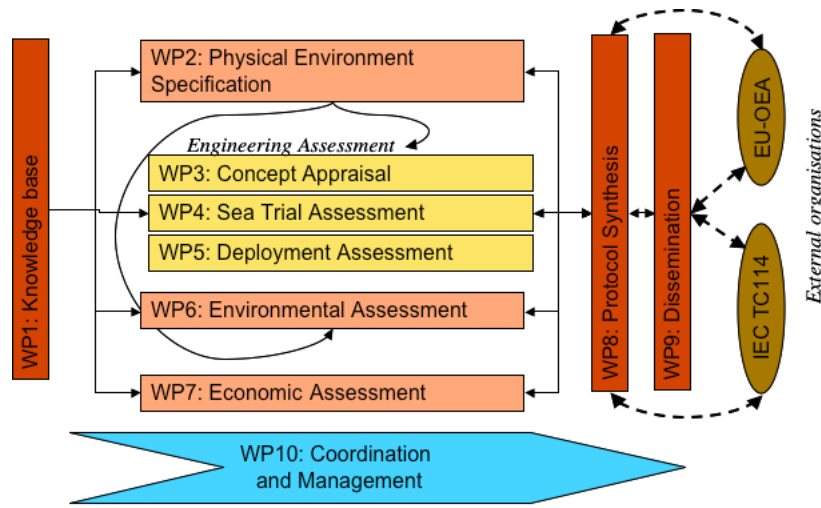 WP1: Knowledge base
WP2: Physical Environment
Specification
Engineering Assessment
WP3: Concept Appraisal
WP4: Sea Trial Assessment
WP5: Deployment Assessment
WP6: Environmental Assessment
WP7: Economic Assessment
WP8: Protocol Synthesis
WP9: Dissemination
EU-OEA
IEC TC114
External organisations
WP10: Coordination
and Management